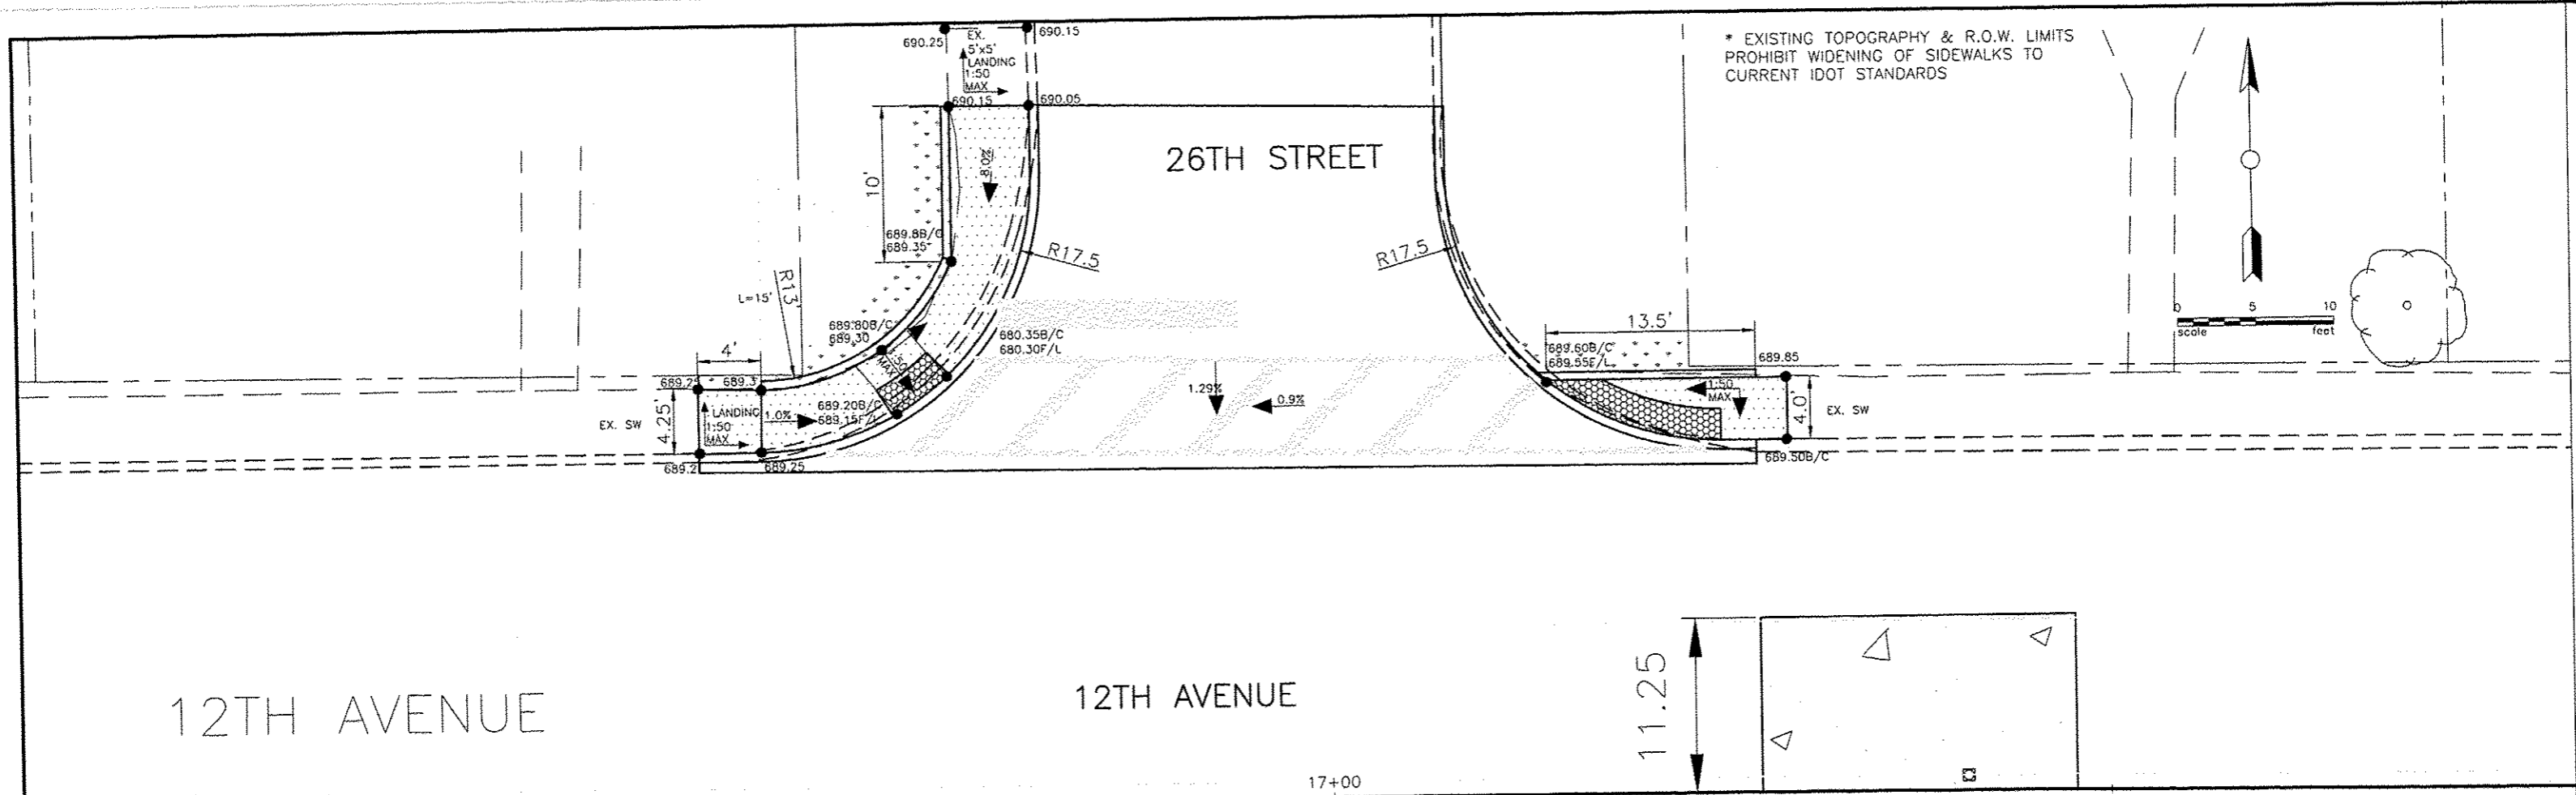 690.25
EX.
5'x5'
LANDING
1:50
MAX
690.15
* EXISTING TOPOGRAPHY & R.O.W. LIMITS
PROHIBIT WIDENING OF SIDEWALKS TO
CURRENT IDOT STANDARDS
690.15
690.05
26TH STREET
8.0%
10'
689.8B/C
689.35
R17.5
R17.5
R13'
L=15'
689.80B/C
689.30
680.35B/C
680.30F/L
13.5'
689.60B/C
689.55F/L
689.85
0 5 10
scale feet
4'
689.25
689.3
MAX
1.29%
0.9%
1:50
MAX
4.0'
EX. SW
EX. SW
4.25'
LANDING
1:50
MAX
1.0%
689.20B/C
689.15F/L
689.2
689.25
689.50B/C
12TH AVENUE
12TH AVENUE
11.25
17+00